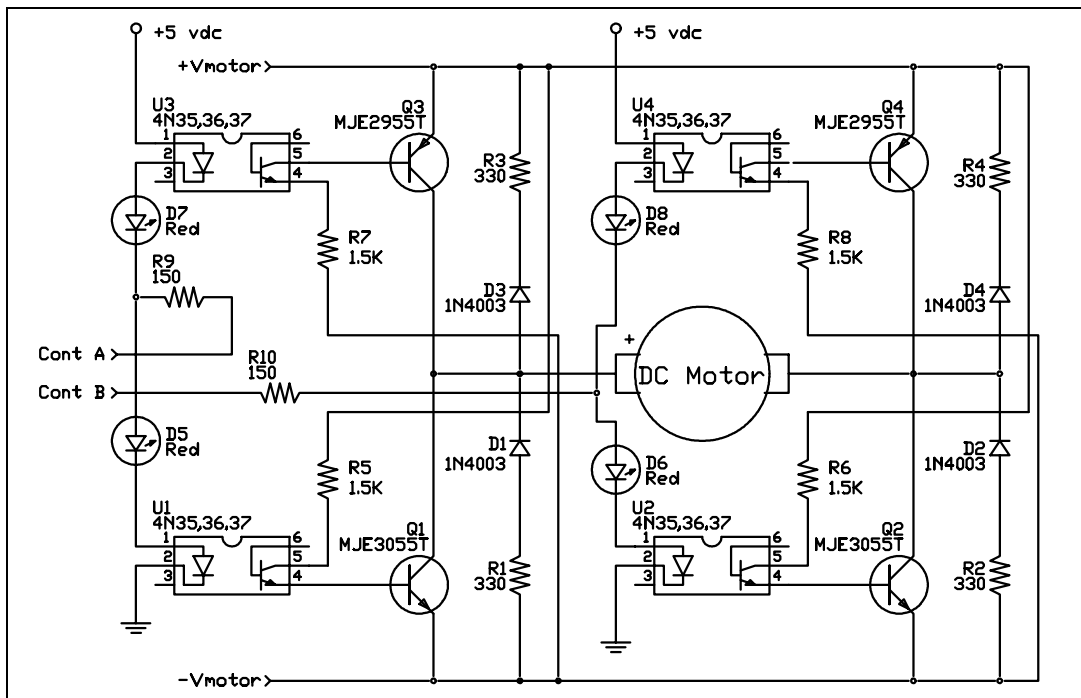 +5 vdc
+5 vdc
+Vmotor
U3
4N35,36,37
1
2
3
6
5
4
Q3
MJE2955T
R3
330
U4
4N35,36,37
1
2
3
6
5
4
Q4
MJE2955T
R4
330
D7
Red
R7
1.5K
D8
Red
R8
1.5K
R9
150
D3
1N4003
D4
1N4003
Cont A
R10
150
+
DC Motor
Cont B
D5
Red
R5
1.5K
D1
1N4003
D6
Red
R6
1.5K
D2
1N4003
U1
4N35,36,37
1
2
3
6
5
4
Q1
MJE3055T
R1
330
U2
4N35,36,37
1
2
3
6
5
4
Q2
MJE3055T
R2
330
-Vmotor